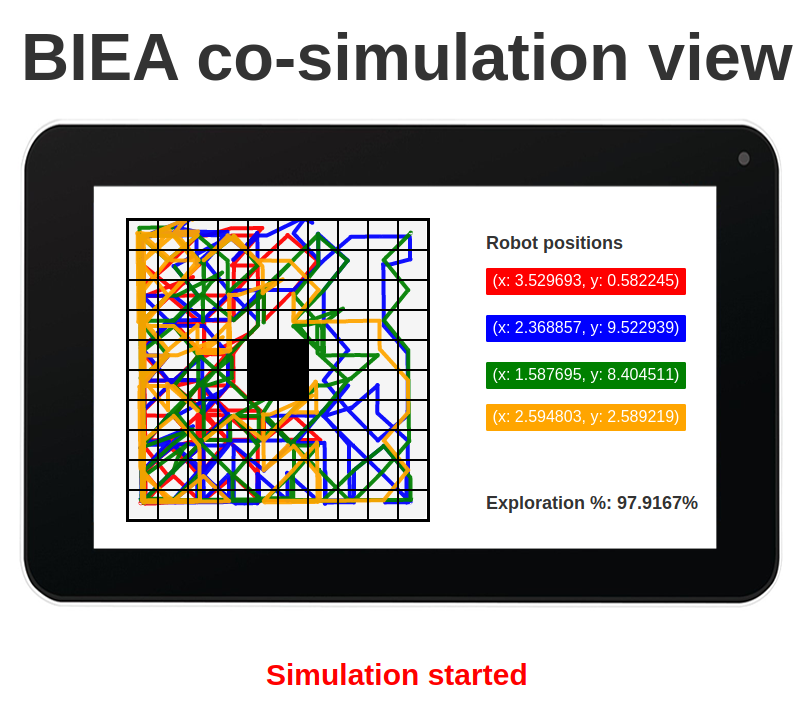 BIEA co-simulation view
Robot positions
(x: 3.529693, y: 0.582245)
(x: 2.368857, y: 9.522939)
(x: 1.587695, y: 8.404511)
(x: 2.594803, y: 2.589219)
Exploration %: 97.9167%
Simulation started